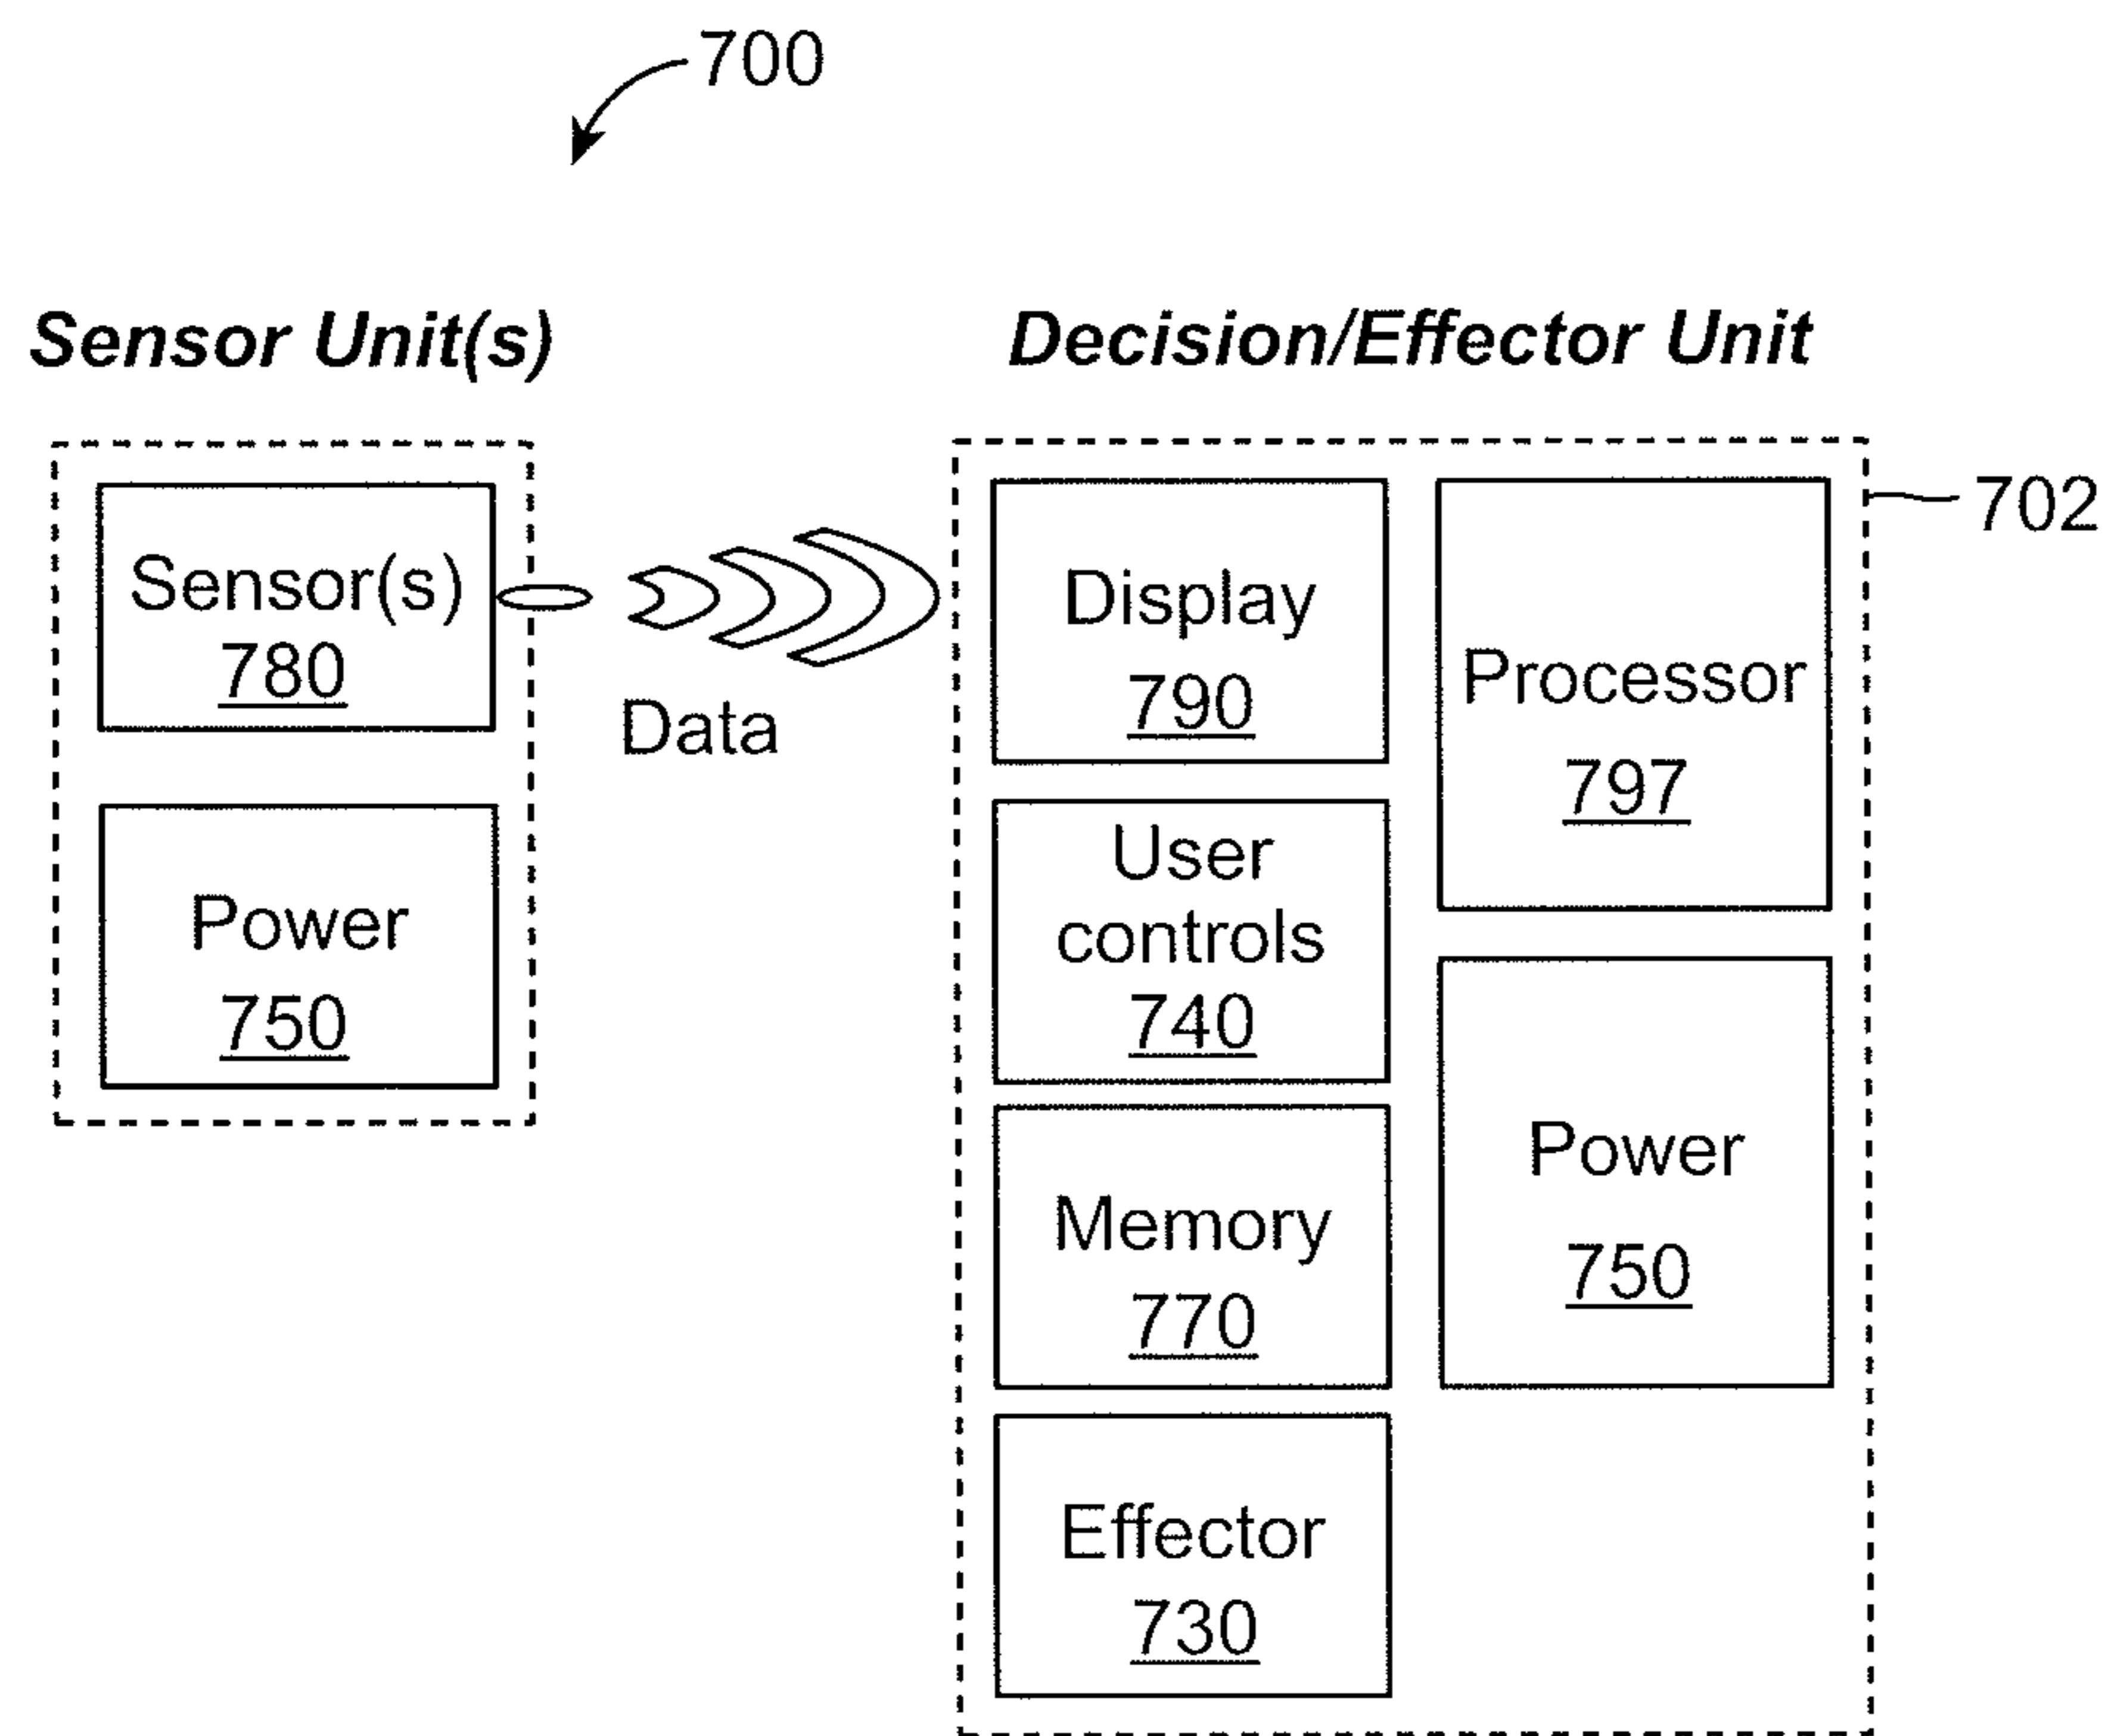 700
Sensor Unit(s)
Sensor(s)
780
Power
750
Data
Decision/Effector Unit
702
Display
790
User
controls
740
Memory
770
Effector
730
Processor
797
Power
750